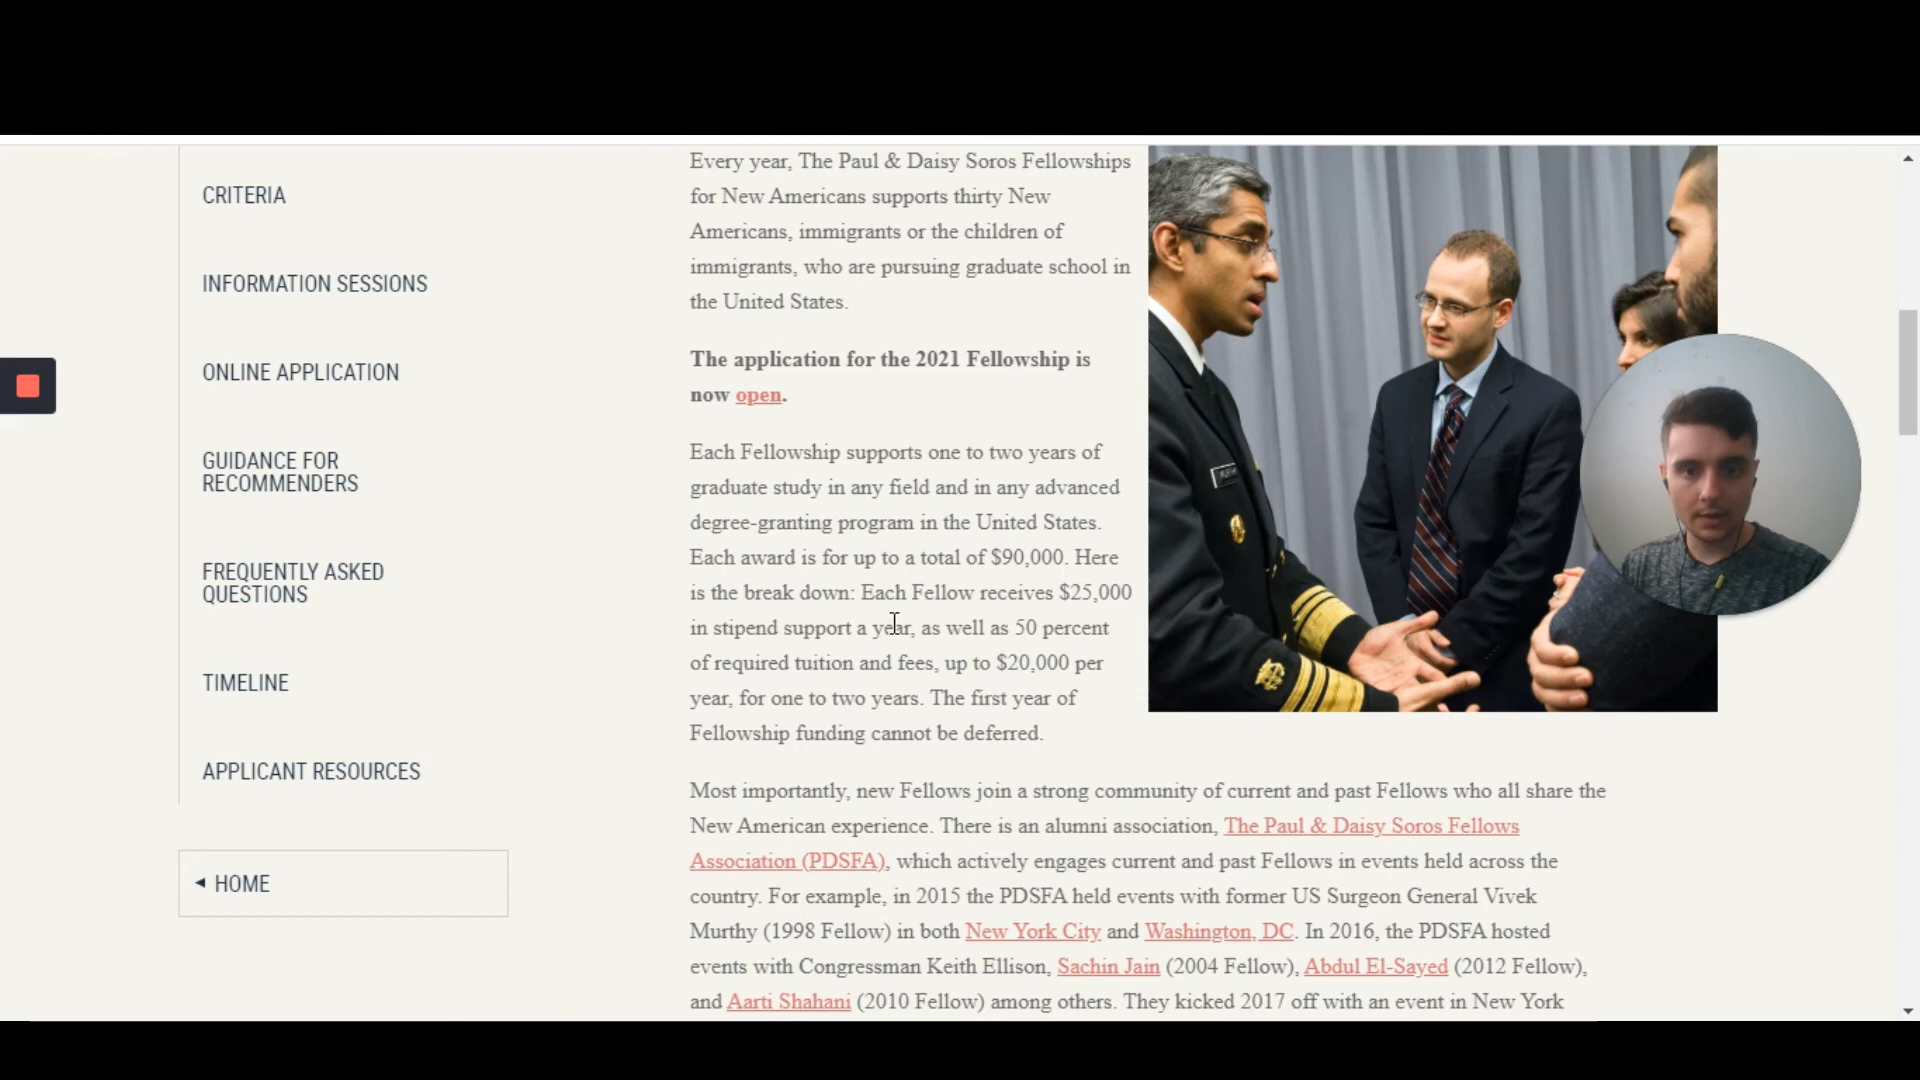 CRITERIA
INFORMATION SESSIONS
ONLINE APPLICATION
GUIDANCE FOR
RECOMMENDERS
FREQUENTLY ASKED
QUESTIONS
TIMELINE
APPLICANT RESOURCES
HOME
Every year, The Paul & Daisy Soros Fellowships
for New Americans supports thirty New
Americans, immigrants or the children of
immigrants, who are pursuing graduate school in
the United States.
The application for the 2021 Fellowship is
now open.
Each Fellowship supports one to two years of
graduate study in any field and in any advanced
degree-granting program in the United States.
Each award is for up to a total of $90,000. Here
is the break down: Each Fellow receives $25,000
in stipend support a year, as well as 50 percent
of required tuition and fees, up to $20,000 per
year, for one to two years. The first year of
Fellowship funding cannot be deferred.
Most importantly, new Fellows join a strong community of current and past Fellows who all share the
New American experience. There is an alumni association, The Paul & Daisy Soros Fellows
Association (PDSFA), which actively engages current and past Fellows in events held across the
country. For example, in 2015 the PDSFA held events with former US Surgeon General Vivek
Murthy (1998 Fellow) in both New York City and Washington, DC. In 2016, the PDSFA hosted
events with Congressman Keith Ellison, Sachin Jain (2004 Fellow), Abdul El-Sayed (2012 Fellow),
and Aarti Shahani (2010 Fellow) among others. They kicked 2017 off with an event in New York